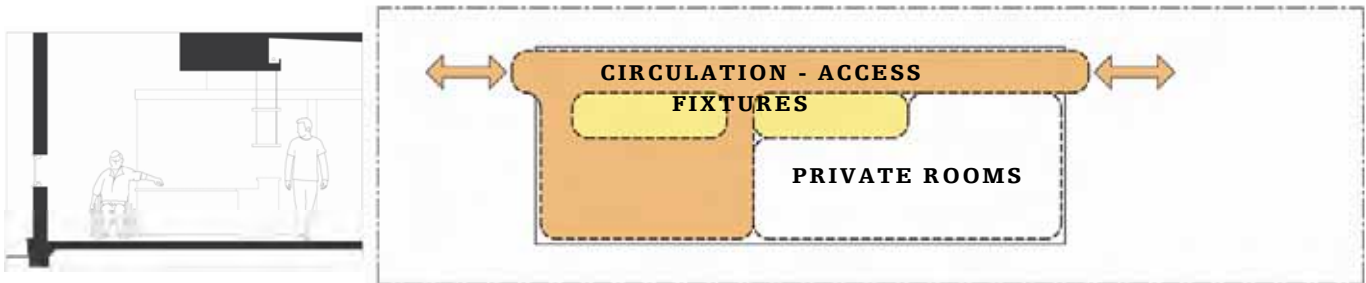 CIRCULATION - ACCESS
FIXTURES
PRIVATE ROOMS